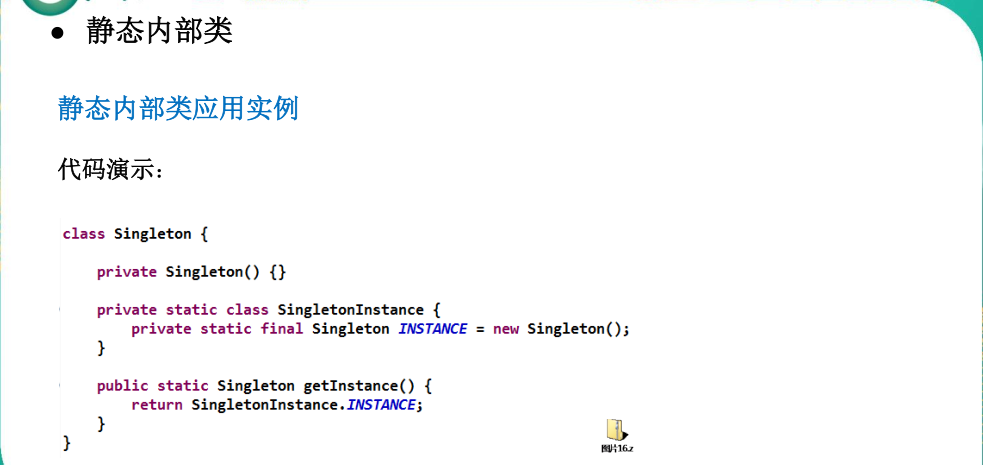 ● 静态内部类
静态内部类应用实例
代码演示：
class Singleton {
private Singleton() {}
private static class SingletonInstance {
private static final Singleton INSTANCE = new Singleton();
}
public static Singleton getInstance() {
return SingletonInstance.INSTANCE;
}
}
图片16.z